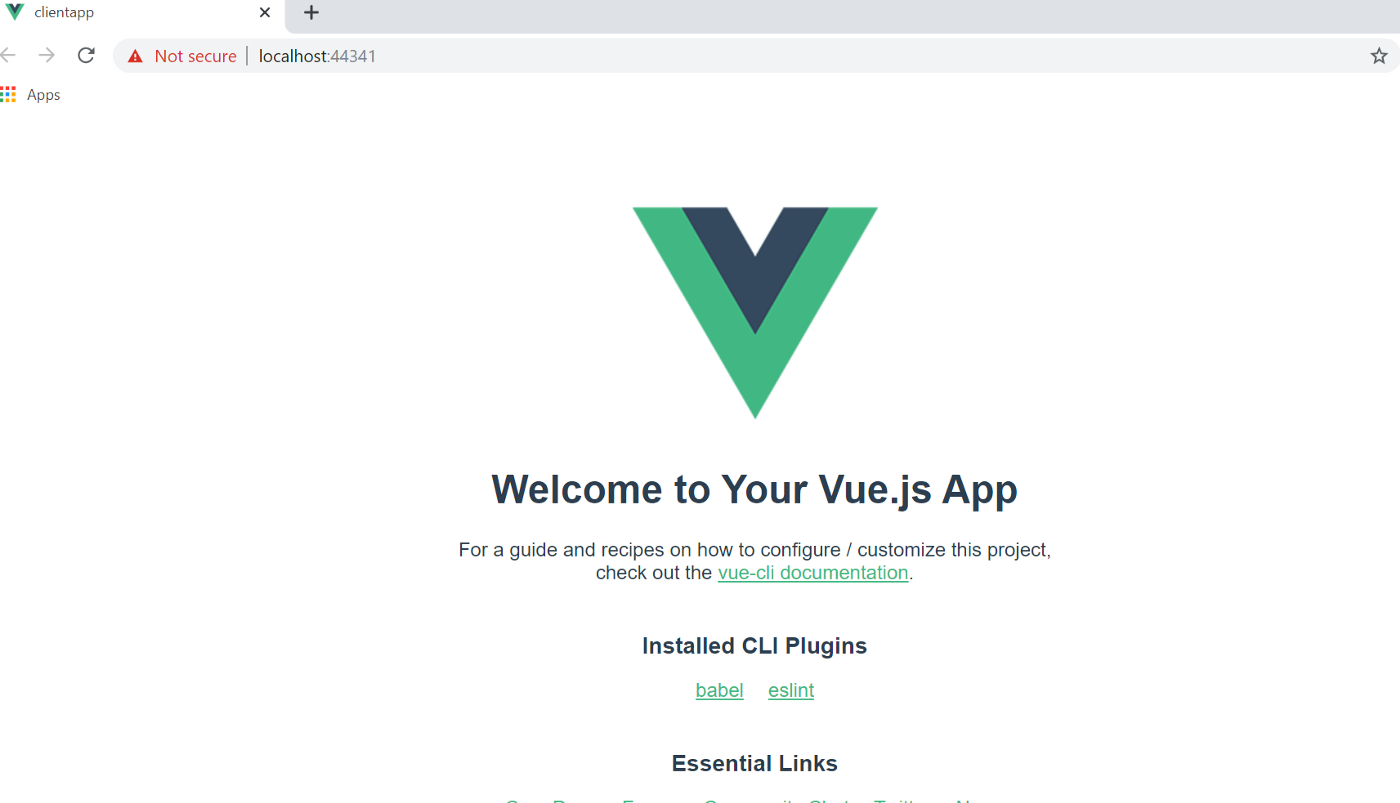 clientapp
Not secure localhost:44341
Apps
Welcome to Your Vue.js App
For a guide and recipes on how to configure / customize this project,
check out the vue-cli documentation.
Installed CLI Plugins
babel eslint
Essential Links